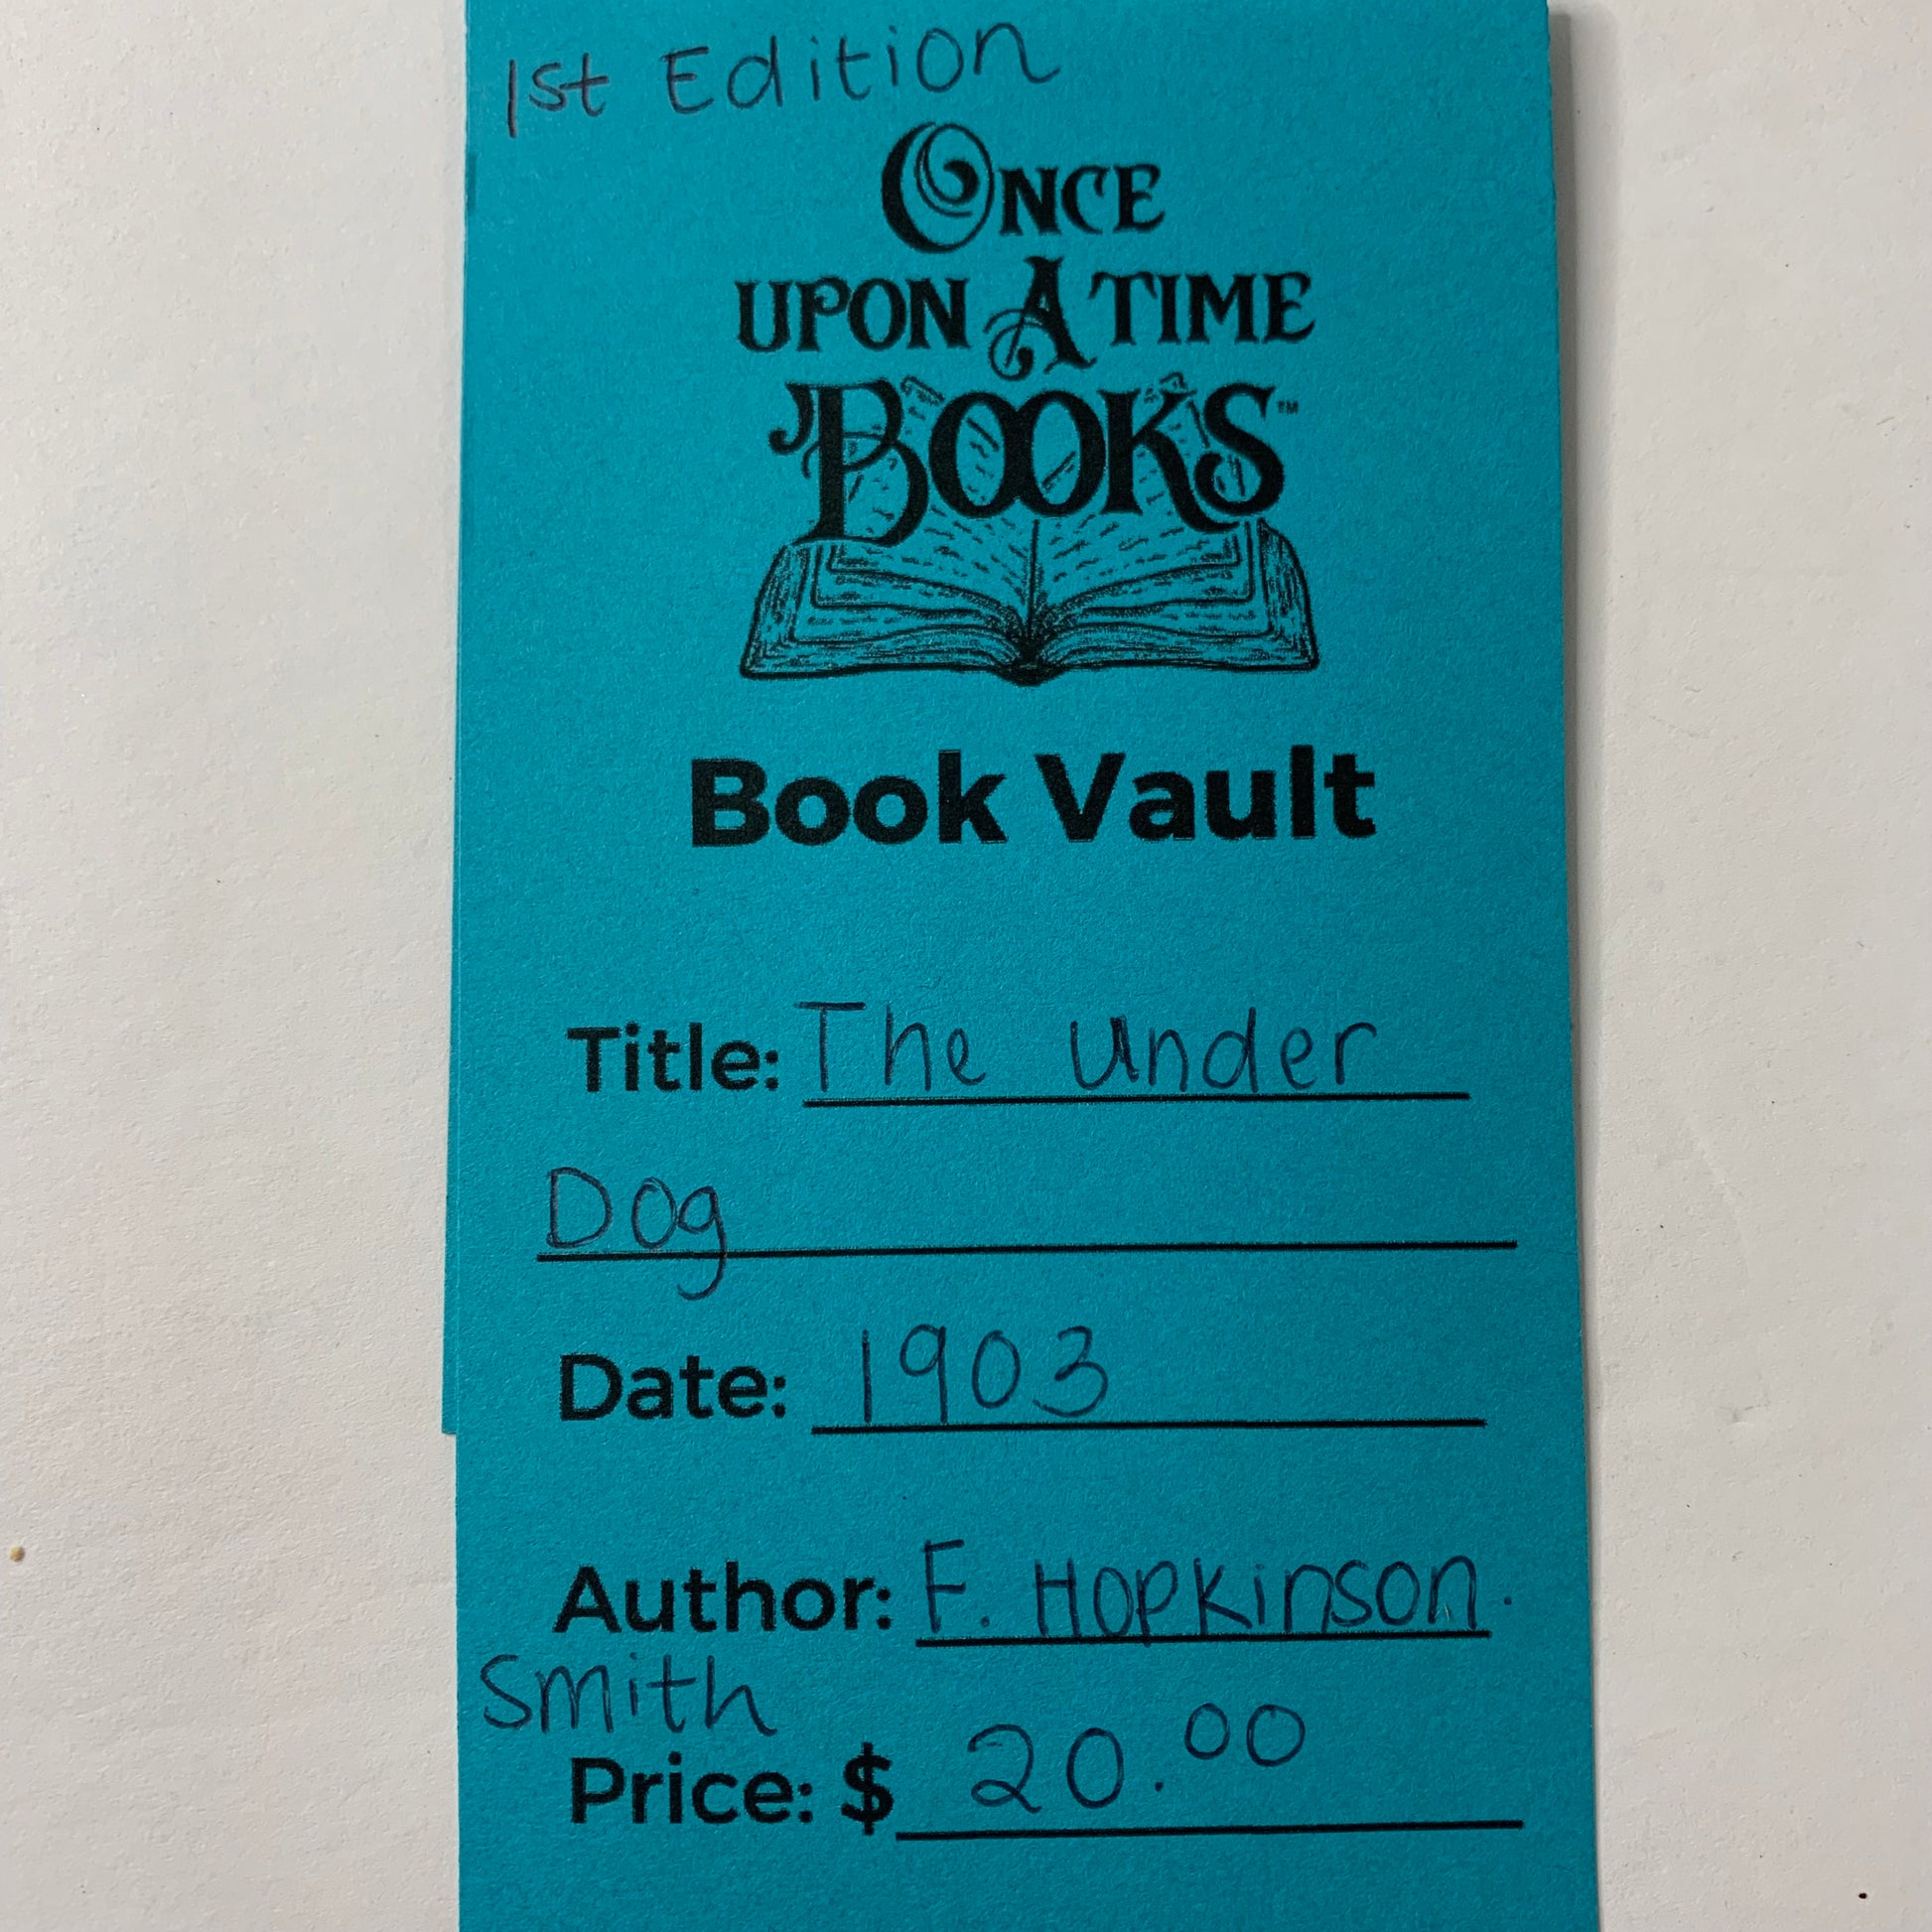 1st Edition
ONCE
UPON A TIME
BOOKS™
Book Vault
Title: The Under
Dog
Date: 1903
Author: F. Hopkinson.
Smith
Price: $ 20.00